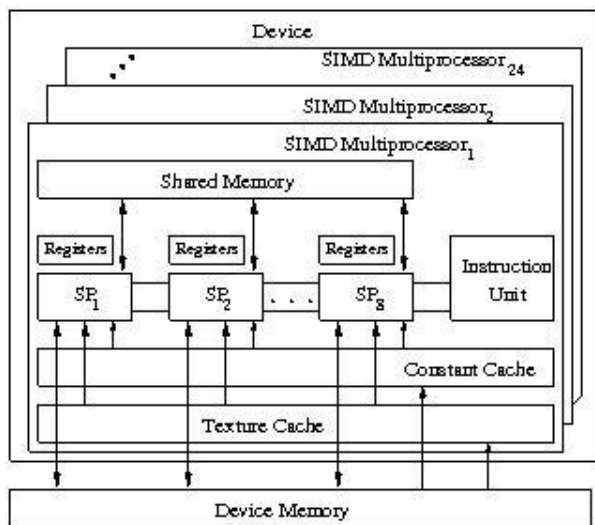 Device
SIMD Multiprocessor24
SIMD Multiprocessor2
SIMD Multiprocessor1
Shared Memory
Registers
Registers
Registers
SP1
SP2
. . .
SP8
Instruction
Unit
Constant Cache
Texture Cache
Device Memory